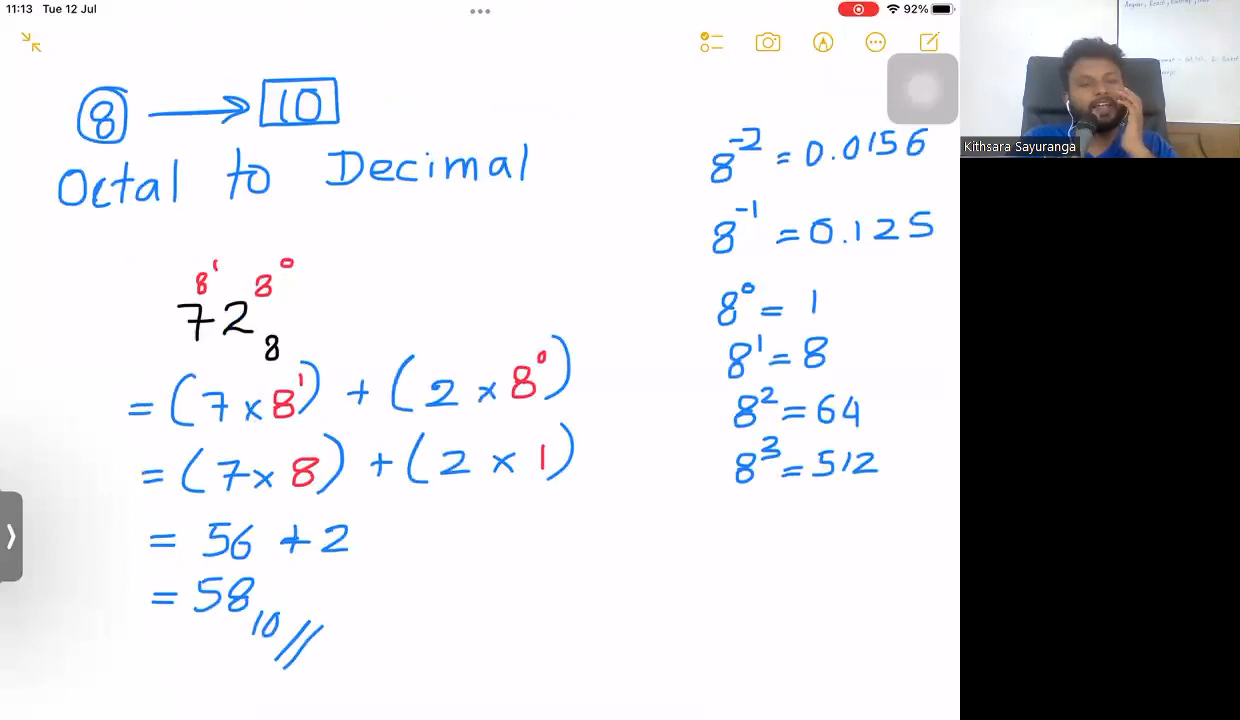 11:13 Tue 12 Jul
92%
8 → 10
Octal to Decimal
8¹ 8⁰
72₈
= (7 × 8¹) + (2 × 8⁰)
= (7 × 8) + (2 × 1)
= 56 + 2
= 58₁₀ //
8⁻² = 0.0156
8⁻¹ = 0.125
8⁰ = 1
8¹ = 8
8² = 64
8³ = 512
Kithsara Sayuranga